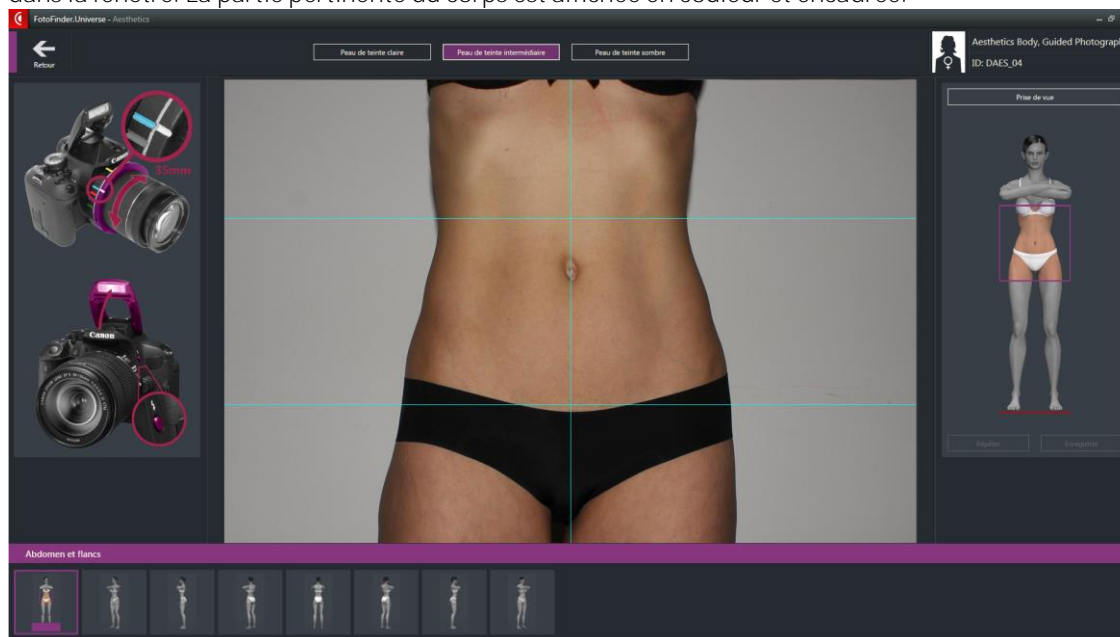 dans la fenêtre. La partie pertinente du corps est affichée en couleur et encadrée.
FotoFinder.Universe - Aesthetics
Retour
Peau de teinte claire
Peau de teinte intermédiaire
Peau de teinte sombre
Aesthetics Body, Guided Photograph
ID: DAES_04
Canon
35mm
Canon
Prise de vue
Répéter
Enregistrer
Abdomen et flancs